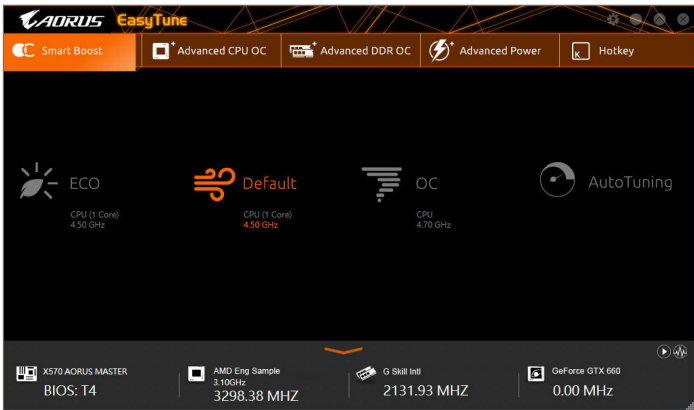 AORUS EasyTune
Smart Boost
Advanced CPU OC
Advanced DDR OC
Advanced Power
K
Hotkey
ECO
CPU (1 Core)
4.50 GHz
Default
CPU (1 Core)
4.50 GHz
OC
CPU
4.70 GHz
AutoTuning
X570 AORUS MASTER
BIOS: T4
AMD Eng Sample
3.10GHz
3298.38 MHZ
G Skill Intl
2131.93 MHZ
GeForce GTX 660
0.00 MHz